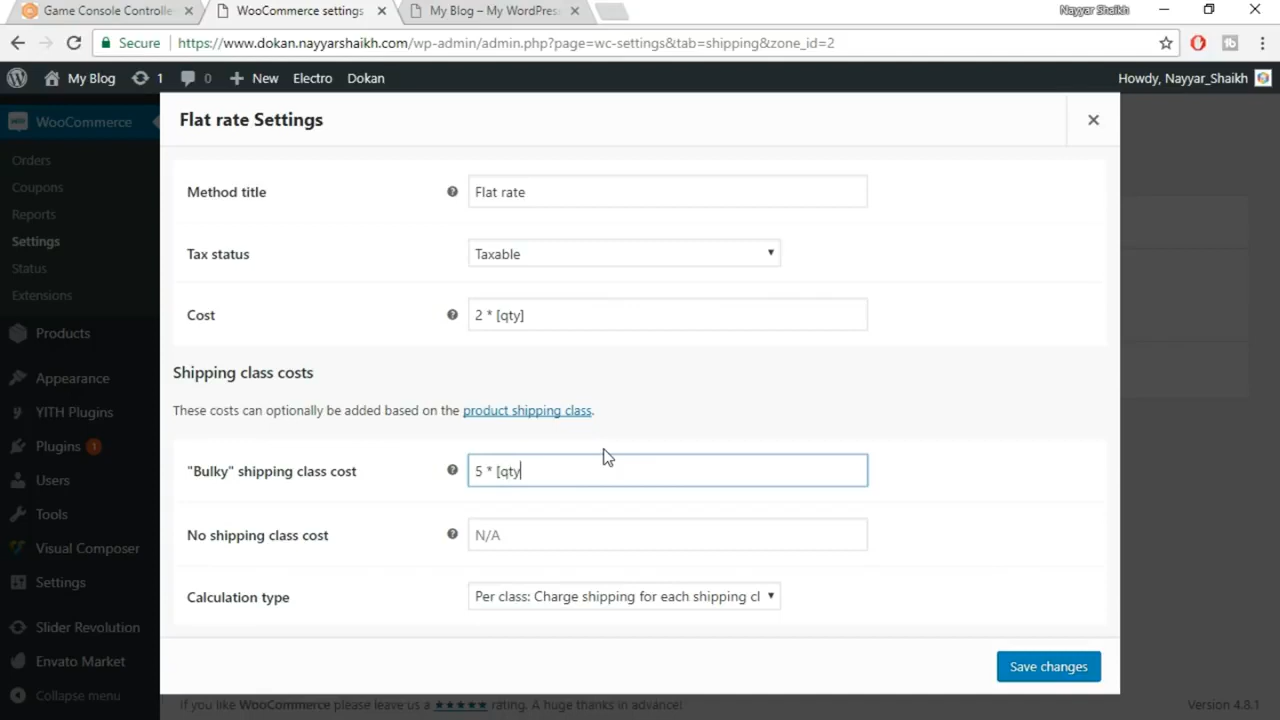 Game Console Controlle
WooCommerce settings
My Blog – My WordPres
Nayyar Shaikh
Secure
https://www.dokan.nayyarshaikh.com/wp-admin/admin.php?page=wc-settings&tab=shipping&zone_id=2
My Blog
1
0
New
Electro
Dokan
Howdy, Nayyar_Shaikh
WooCommerce
Orders
Coupons
Reports
Settings
Status
Extensions
Products
Appearance
YITH Plugins
Plugins 1
Users
Tools
Visual Composer
Settings
Slider Revolution
Envato Market
Collapse menu
Flat rate Settings
Method title
Flat rate
Tax status
Taxable
Cost
2 * [qty]
Shipping class costs
These costs can optionally be added based on the product shipping class.
"Bulky" shipping class cost
5 * [qty
No shipping class cost
N/A
Calculation type
Per class: Charge shipping for each shipping cl
Save changes
If you like WooCommerce please leave us a ★★★★★ rating. A huge thanks in advance!
Version 4.8.1